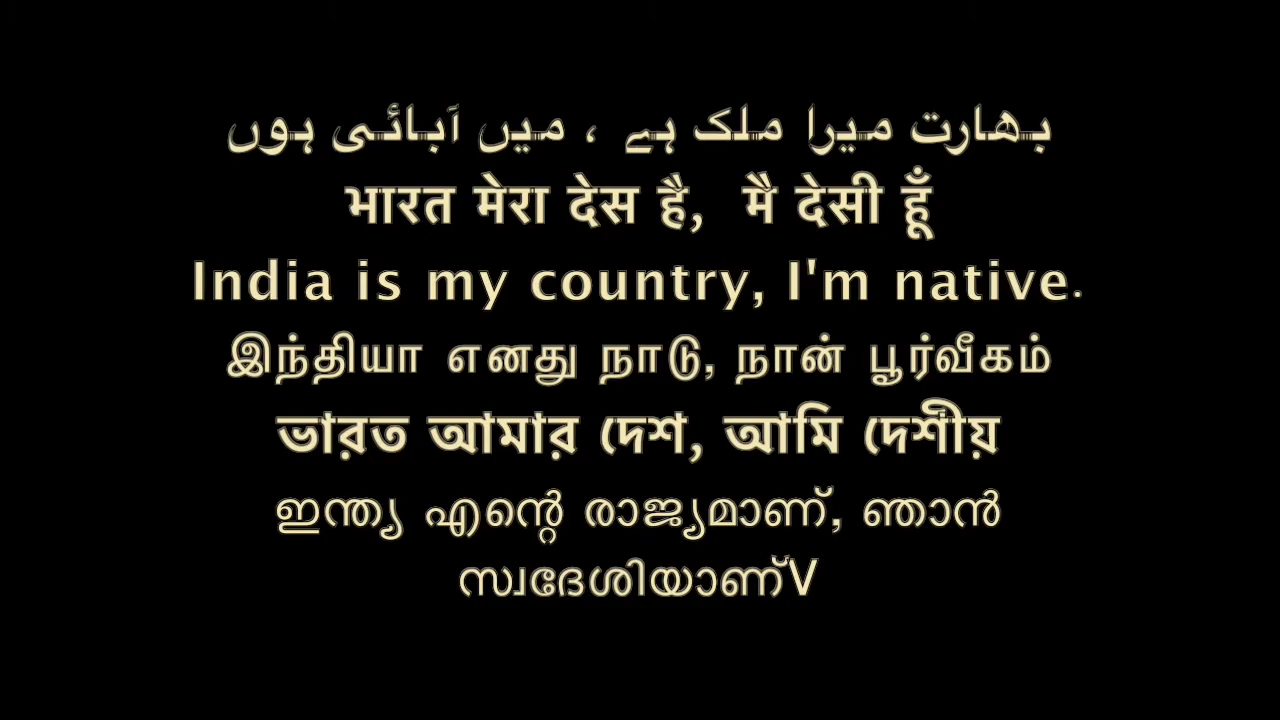 بھارت میرا ملک ہے ، میں آبائی ہوں
भारत मेरा देस है, मै देसी हूँ
India is my country, I'm native.
இந்தியா எனது நாடு, நான் பூர்வீகம்
ভারত আমার দেশ, আমি দেশীয়
ഇന്ത്യ എന്റെ രാജ്യമാണ്, ഞാൻ
സ്വദേശിയാണ്V